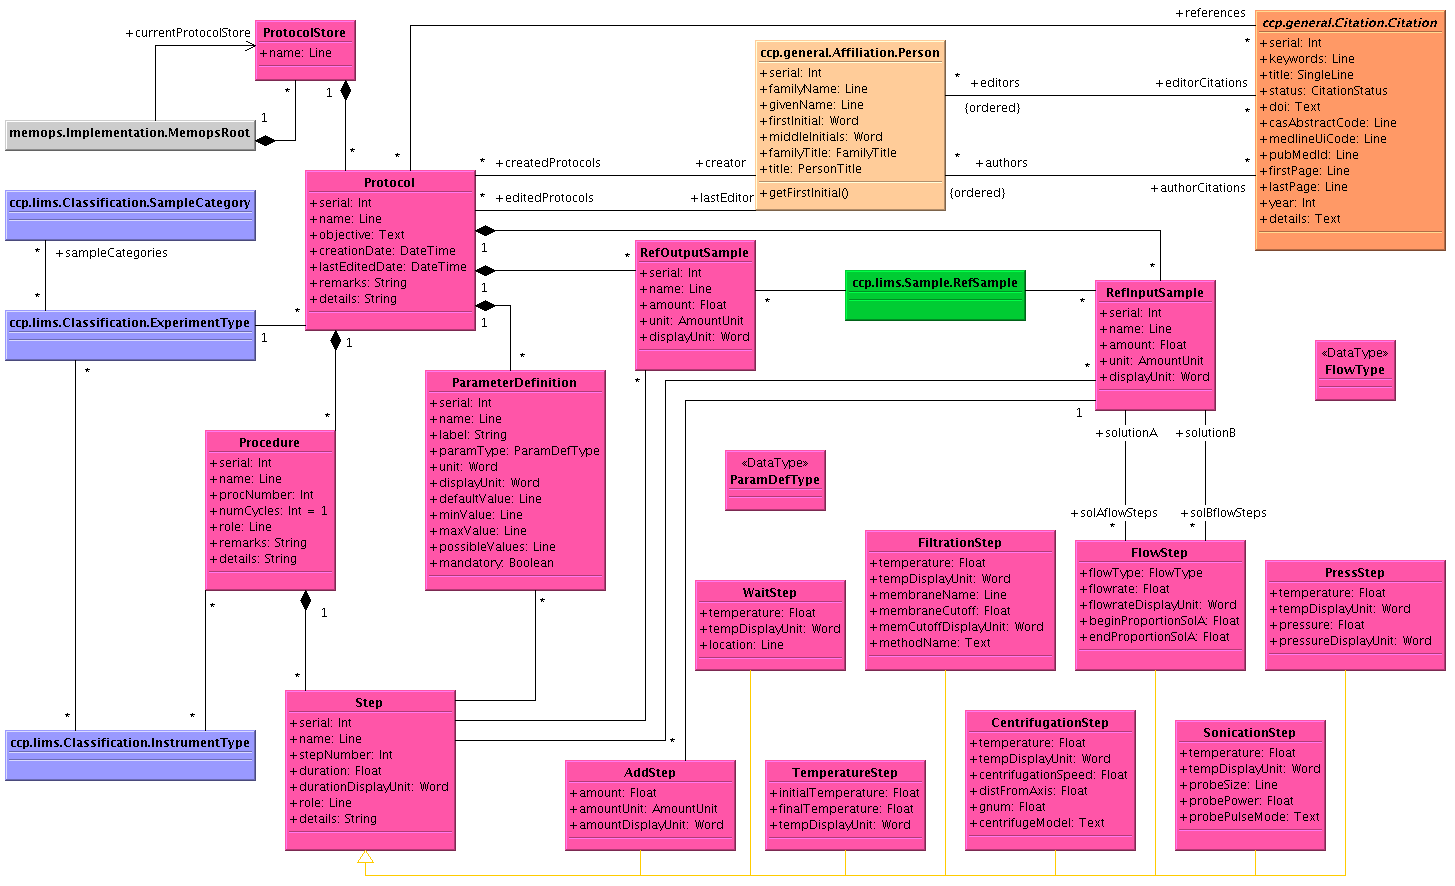 +currentProtocolStore
ProtocolStore
+name: Line
*
1
1
memops.Implementation.MemopsRoot
*
+references
*
*
ccp.general.Citation.Citation
+serial: Int
+keywords: Line
+title: SingleLine
+status: CitationStatus
+doi: Text
+casAbstractCode: Line
+medlineUiCode: Line
+pubMedId: Line
+firstPage: Line
+lastPage: Line
+year: Int
+details: Text
ccp.general.Affiliation.Person
+serial: Int
+familyName: Line
+givenName: Line
+firstInitial: Word
+middleInitials: Word
+familyTitle: FamilyTitle
+title: PersonTitle
+getFirstInitial()
*
+editors
+editorCitations
{ordered}
*
*
+authors
*
{ordered}
+authorCitations
*
+createdProtocols
+creator
*
+editedProtocols
+lastEditor
Protocol
+serial: Int
+name: Line
+objective: Text
+creationDate: DateTime
+lastEditedDate: DateTime
+remarks: String
+details: String
1
*
1
*
1
*
ccp.lims.Classification.SampleCategory
*
+sampleCategories
*
ccp.lims.Classification.ExperimentType
*
1
*
1
*
RefOutputSample
+serial: Int
+name: Line
+amount: Float
+unit: AmountUnit
+displayUnit: Word
*
*
ccp.lims.Sample.RefSample
*
RefInputSample
+serial: Int
+name: Line
+amount: Float
+unit: AmountUnit
+displayUnit: Word
*
1
«DataType»
FlowType
ParameterDefinition
+serial: Int
+name: Line
+label: String
+paramType: ParamDefType
+unit: Word
+displayUnit: Word
+defaultValue: Line
+minValue: Line
+maxValue: Line
+possibleValues: Line
+mandatory: Boolean
*
Procedure
+serial: Int
+name: Line
+procNumber: Int
+numCycles: Int = 1
+role: Line
+remarks: String
+details: String
*
1
*
*
*
«DataType»
ParamDefType
+solutionA
+solutionB
+solAflowSteps
*
+solBflowSteps
*
FiltrationStep
+temperature: Float
+tempDisplayUnit: Word
+membraneName: Line
+membraneCutoff: Float
+memCutoffDisplayUnit: Word
+methodName: Text
FlowStep
+flowType: FlowType
+flowrate: Float
+flowrateDisplayUnit: Word
+beginProportionSolA: Float
+endProportionSolA: Float
PressStep
+temperature: Float
+tempDisplayUnit: Word
+pressure: Float
+pressureDisplayUnit: Word
WaitStep
+temperature: Float
+tempDisplayUnit: Word
+location: Line
ccp.lims.Classification.InstrumentType
Step
+serial: Int
+name: Line
+stepNumber: Int
+duration: Float
+durationDisplayUnit: Word
+role: Line
+details: String
*
AddStep
+amount: Float
+amountUnit: AmountUnit
+amountDisplayUnit: Word
TemperatureStep
+initialTemperature: Float
+finalTemperature: Float
+tempDisplayUnit: Word
CentrifugationStep
+temperature: Float
+tempDisplayUnit: Word
+centrifugationSpeed: Float
+distFromAxis: Float
+gnum: Float
+centrifugeModel: Text
SonicationStep
+temperature: Float
+tempDisplayUnit: Word
+probeSize: Line
+probePower: Float
+probePulseMode: Text